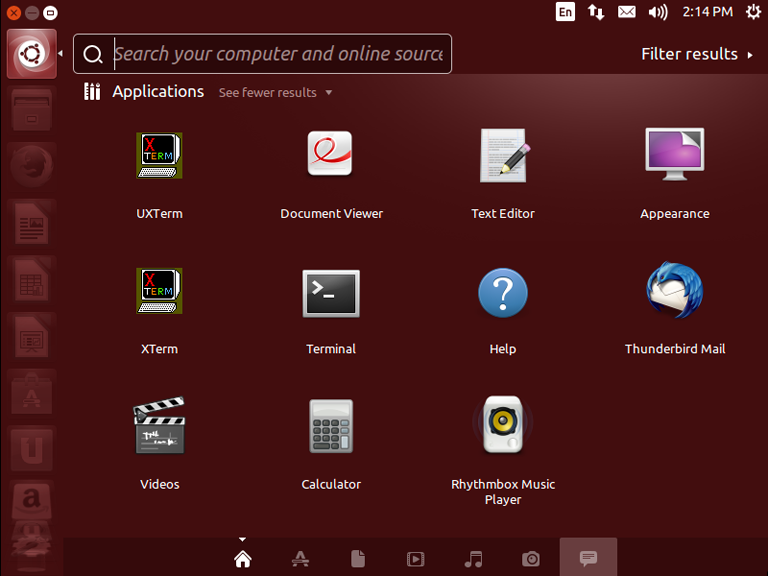 En
2:14 PM
Search your computer and online source
Filter results
Applications
See fewer results
X
TERM
UXTerm
Document Viewer
Text Editor
Appearance
X
TERM
XTerm
Terminal
Help
Thunderbird Mail
Videos
Calculator
Rhythmbox Music
Player